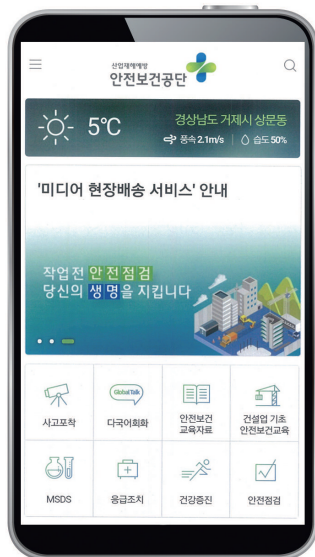 산업재해예방
안전보건공단
5℃
경상남도 거제시 상문동
풍속 2.1m/s
습도 50%
'미디어 현장배송 서비스' 안내
작업 전 안전점검
당신의 생명을 지킵니다
사고포착
GlobalTalk
다국어회화
안전보건
교육자료
건설업 기초
안전보건교육
MSDS
응급조치
건강증진
안전점검